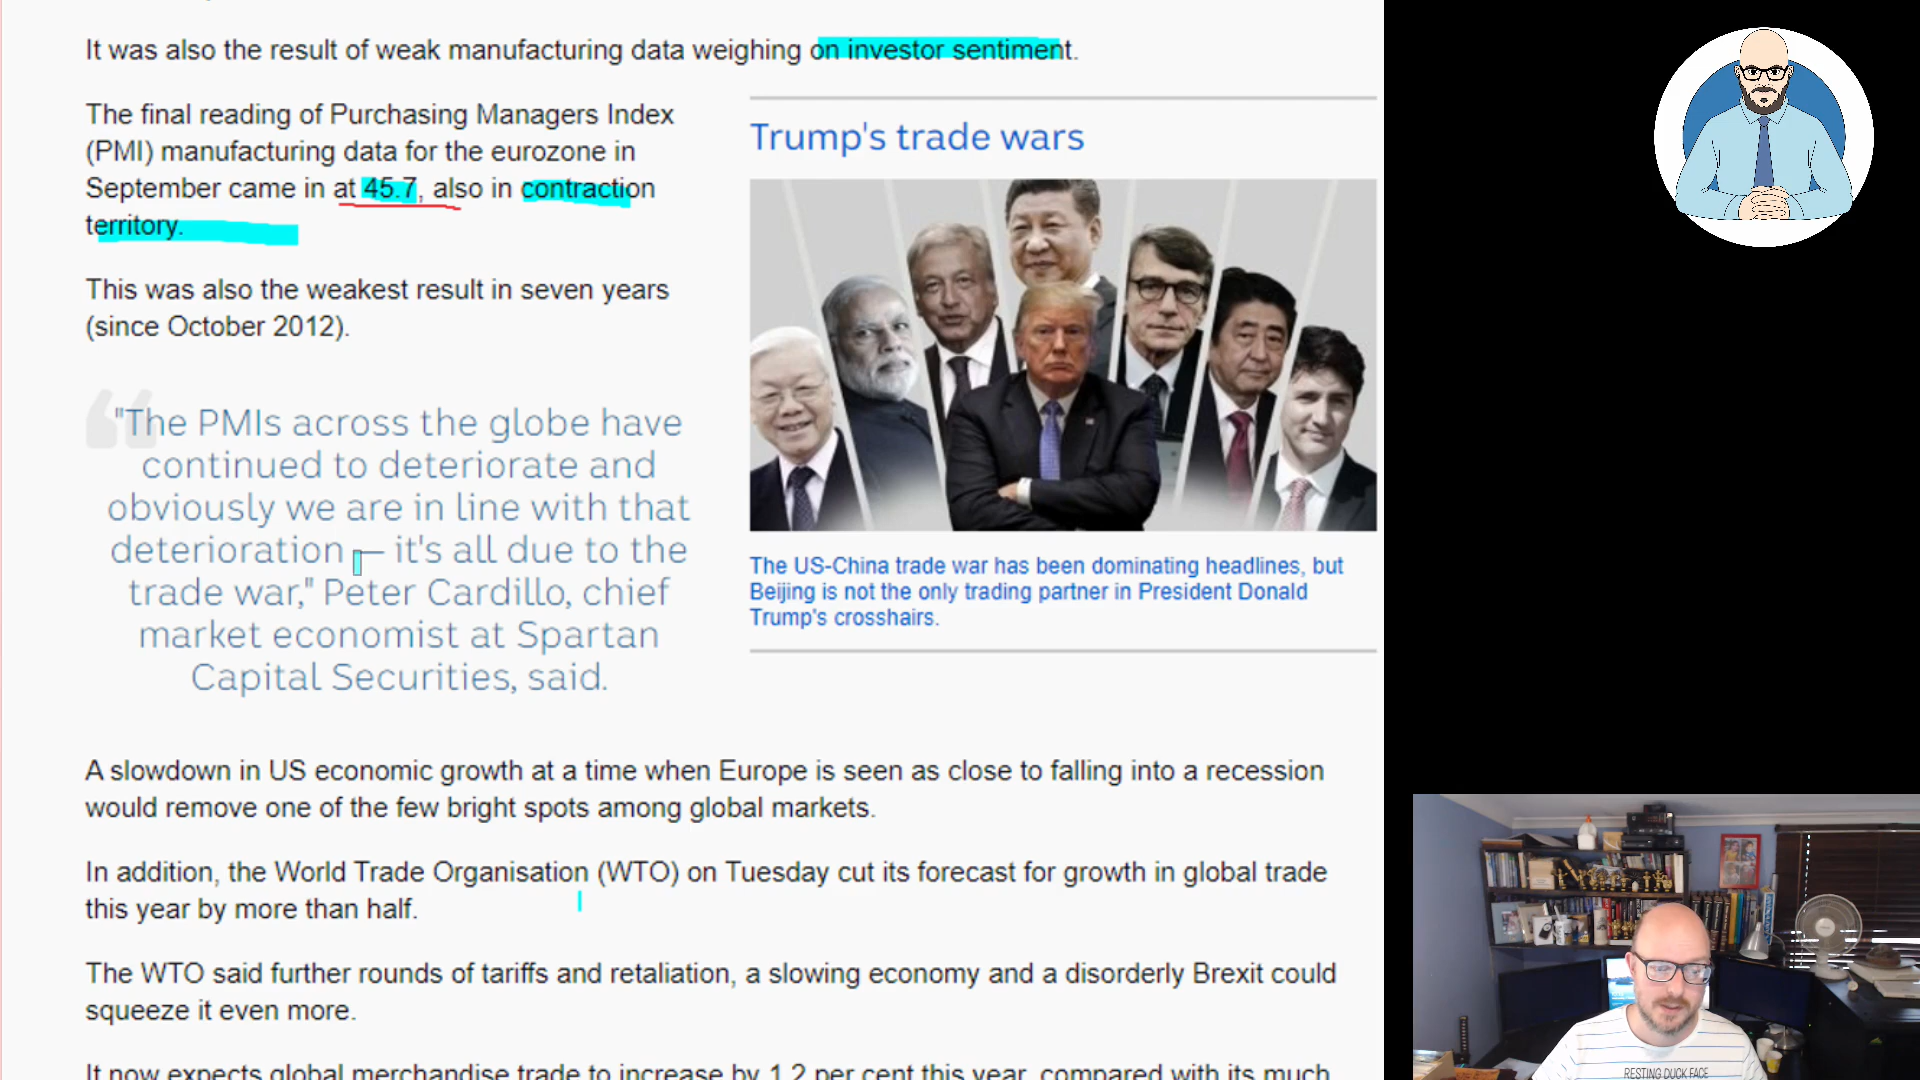 It was also the result of weak manufacturing data weighing on investor sentiment.
The final reading of Purchasing Managers Index
(PMI) manufacturing data for the eurozone in
September came in at 45.7, also in contraction
territory.
This was also the weakest result in seven years
(since October 2012).
"The PMIs across the globe have
continued to deteriorate and
obviously we are in line with that
deterioration — it's all due to the
trade war," Peter Cardillo, chief
market economist at Spartan
Capital Securities, said.
Trump's trade wars
The US-China trade war has been dominating headlines, but
Beijing is not the only trading partner in President Donald
Trump's crosshairs.
A slowdown in US economic growth at a time when Europe is seen as close to falling into a recession
would remove one of the few bright spots among global markets.
In addition, the World Trade Organisation (WTO) on Tuesday cut its forecast for growth in global trade
this year by more than half.
The WTO said further rounds of tariffs and retaliation, a slowing economy and a disorderly Brexit could
squeeze it even more.
It now expects global merchandise trade to increase by 1.2 per cent this year, compared with its much
RESTING DUCK FACE